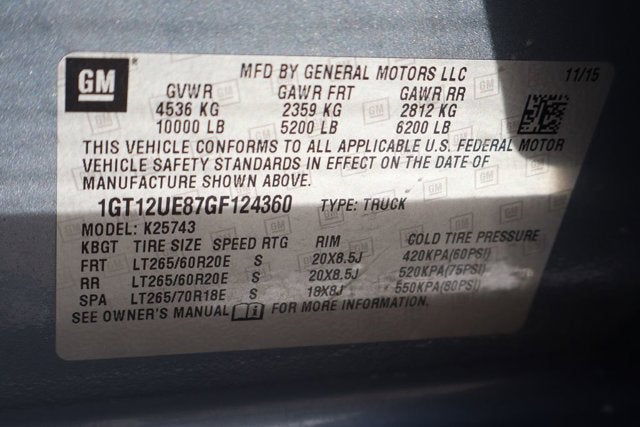 GM
MFD BY GENERAL MOTORS LLC 11/15
GVWR GAWR FRT GAWR RR
4536 KG 2359 KG 2812 KG
10000 LB 5200 LB 6200 LB
THIS VEHICLE CONFORMS TO ALL APPLICABLE U.S. FEDERAL MOTOR
VEHICLE SAFETY STANDARDS IN EFFECT ON THE DATE OF
MANUFACTURE SHOWN ABOVE.
1GT12UE87GF124360 TYPE: TRUCK
MODEL: K25743
KBGT TIRE SIZE SPEED RTG RIM COLD TIRE PRESSURE
FRT LT265/60R20E S 20X8.5J 420KPA(60PSI)
RR LT265/60R20E S 20X8.5J 520KPA(75PSI)
SPA LT265/70R18E S 18X8J 550KPA(80PSI)
SEE OWNER'S MANUAL FOR MORE INFORMATION.